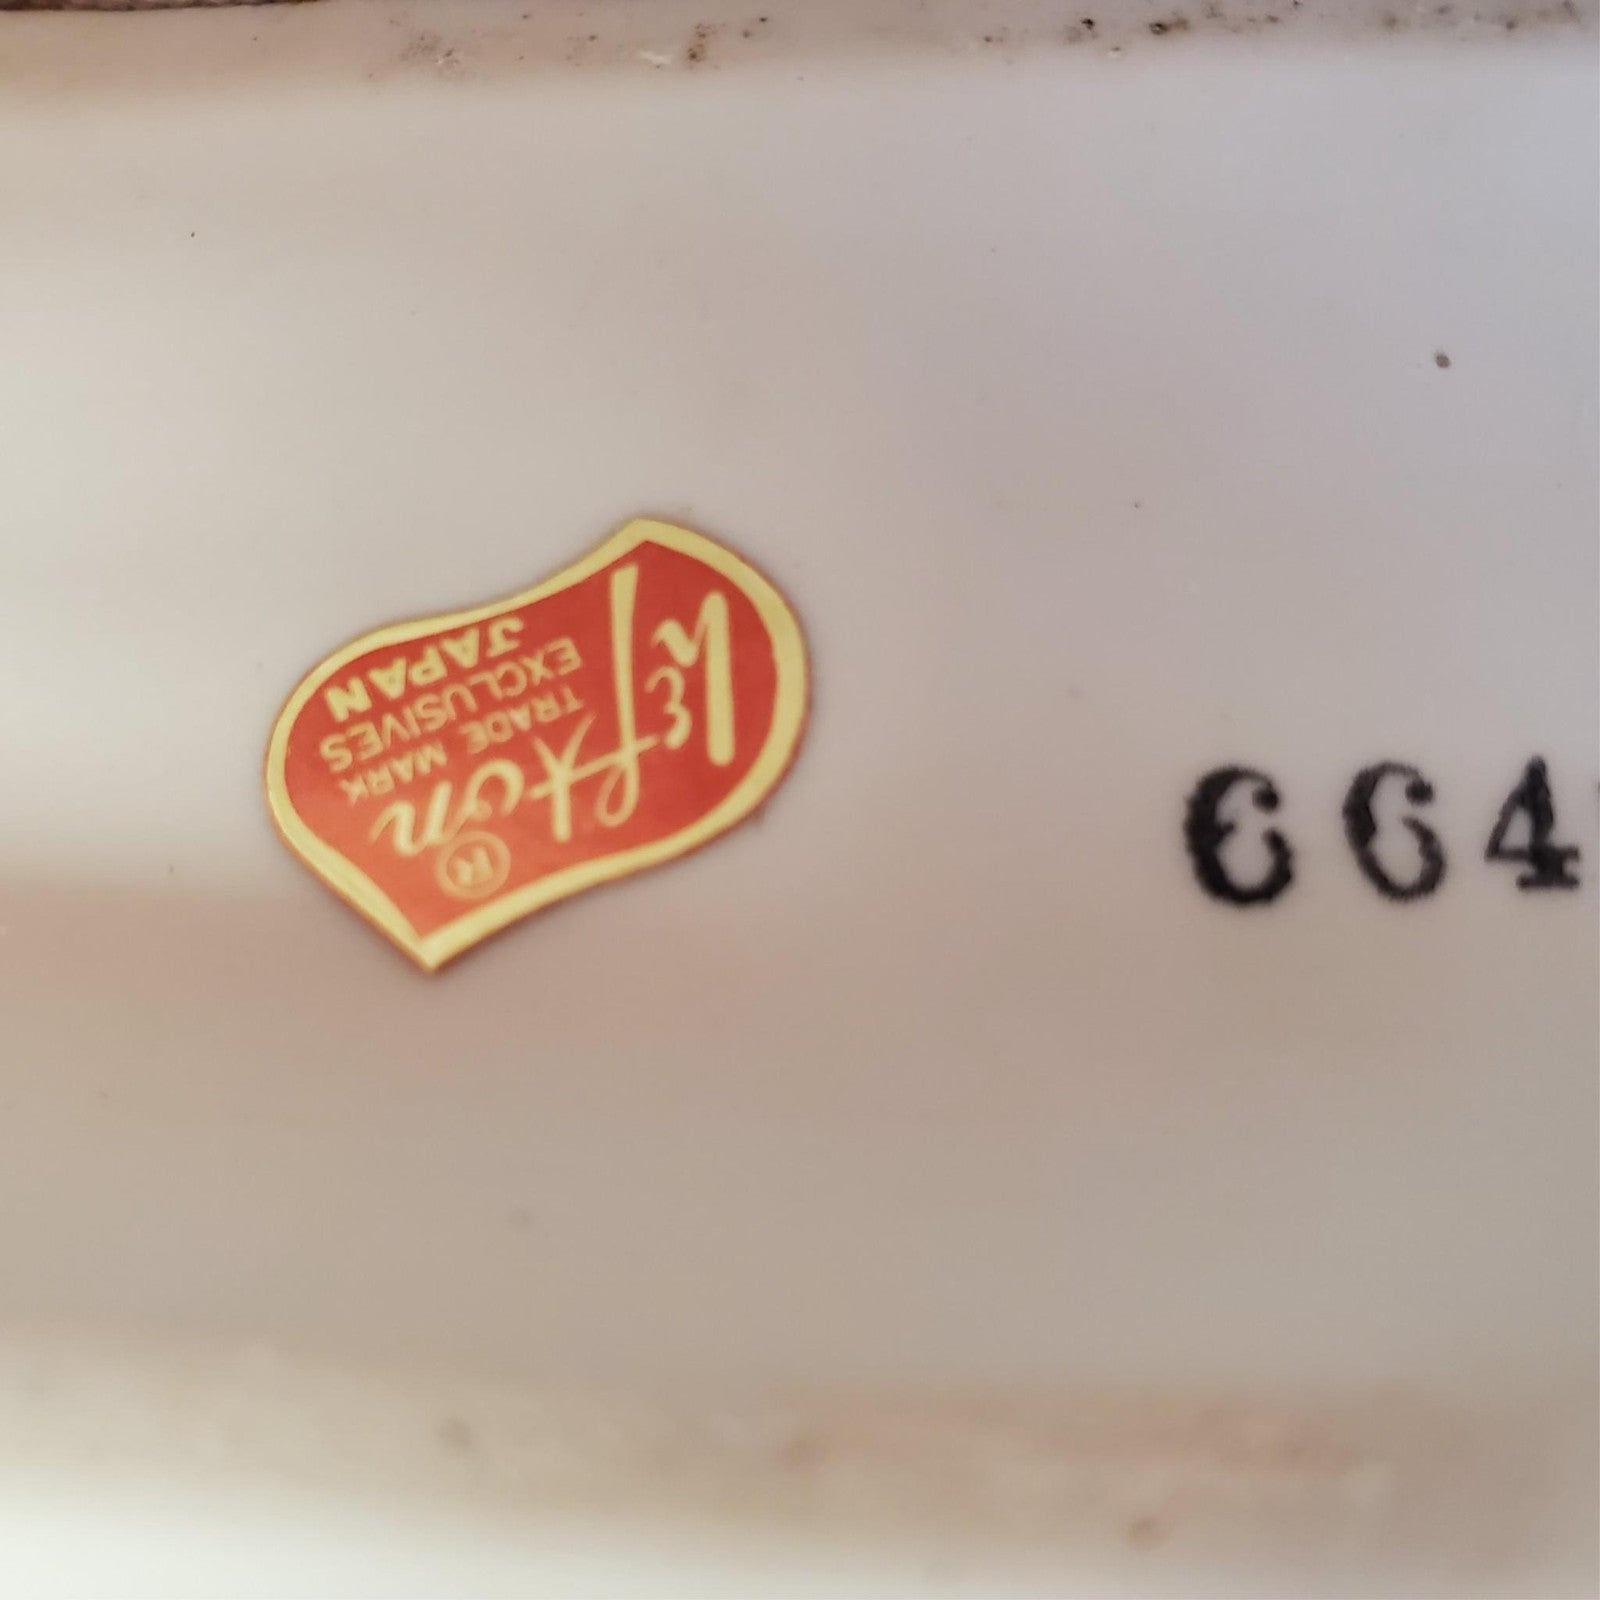 Lefton ®
TRADE MARK
EXCLUSIVES
JAPAN
664